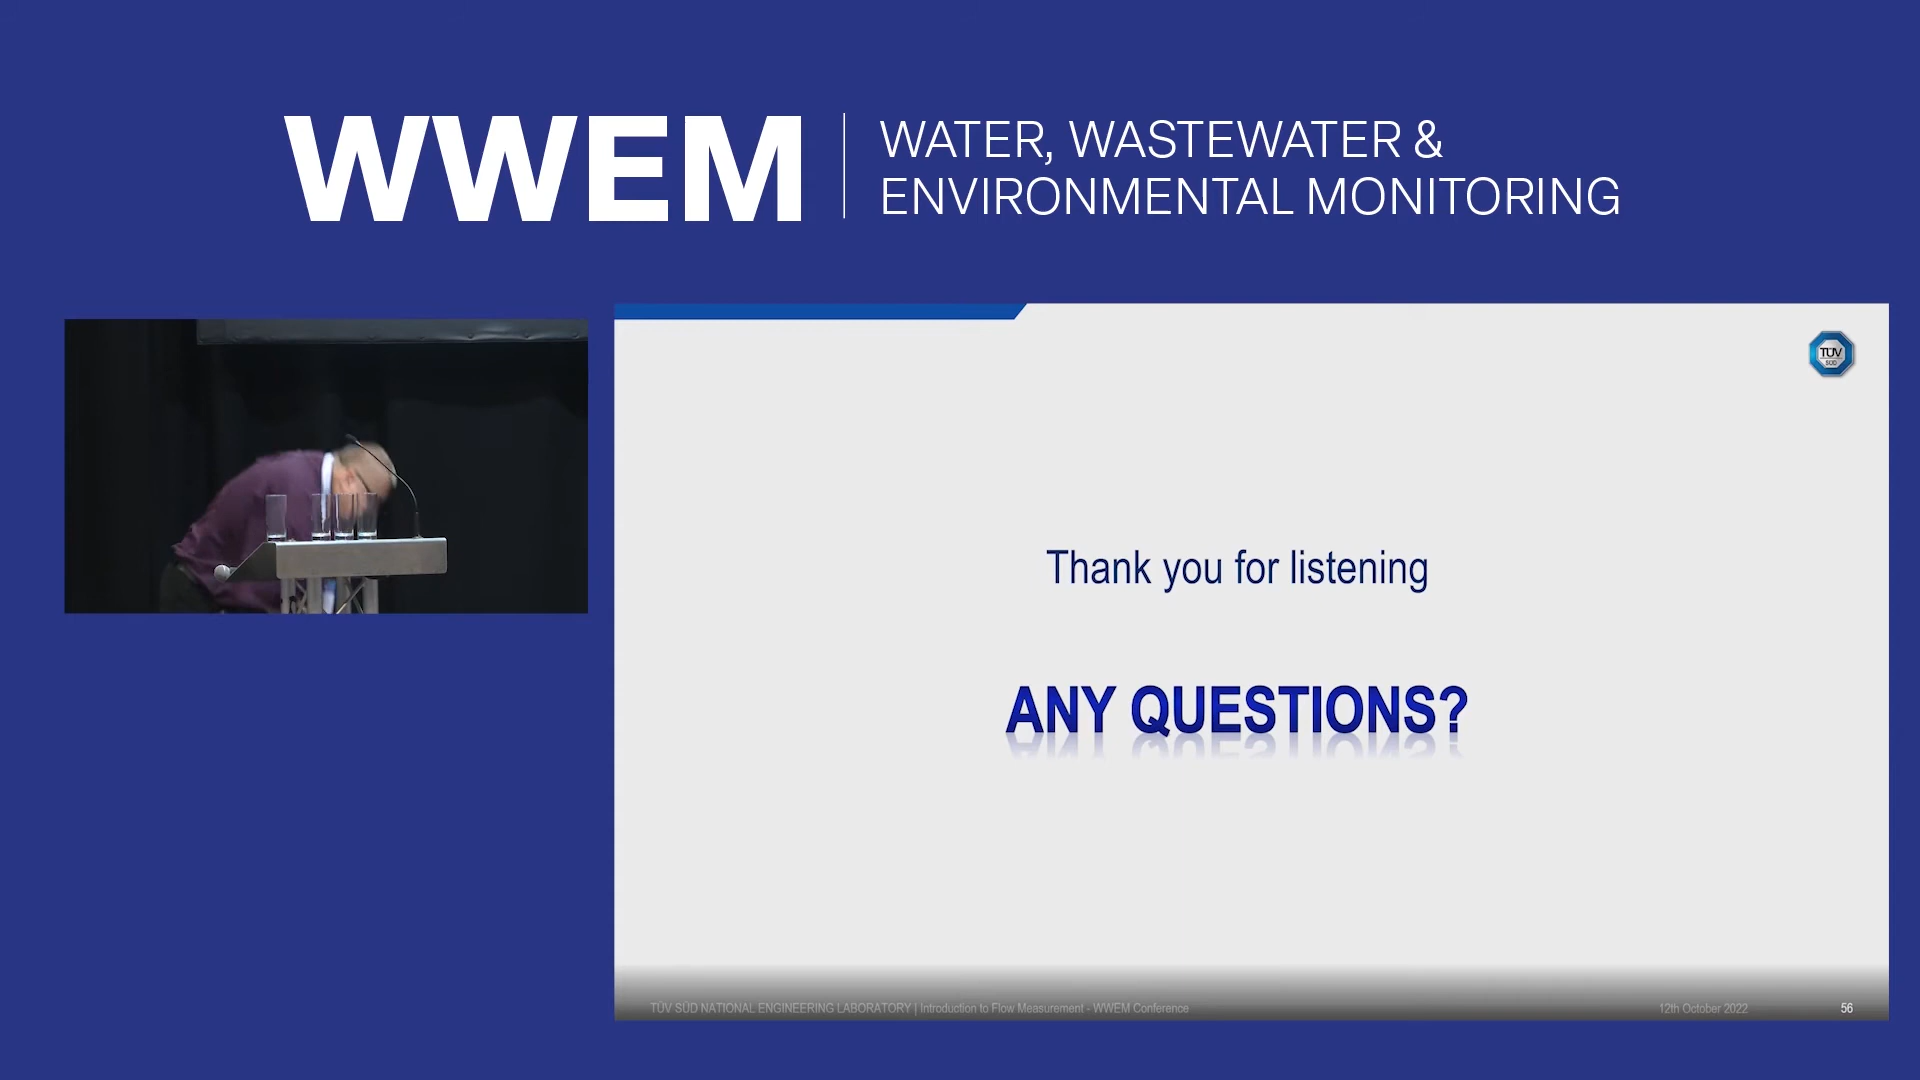 WWEM
WATER, WASTEWATER &
ENVIRONMENTAL MONITORING
TÜV
SÜD
Thank you for listening
ANY QUESTIONS?
TÜV SÜD NATIONAL ENGINEERING LABORATORY | Introduction to Flow Measurement - WWEM Conference
12th October 2022
56